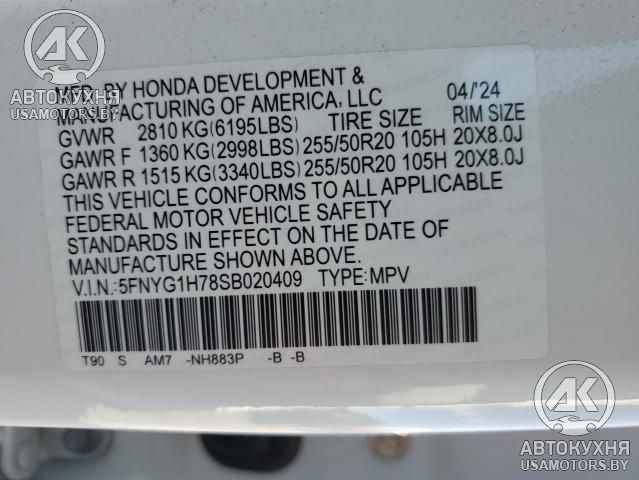 AK
АВТОКУХНЯ
USAMOTORS.BY
MFD. BY HONDA DEVELOPMENT &
MANUFACTURING OF AMERICA, LLC 04/'24
GVWR 2810 KG(6195LBS) TIRE SIZE RIM SIZE
GAWR F 1360 KG(2998LBS) 255/50R20 105H 20X8.0J
GAWR R 1515 KG(3340LBS) 255/50R20 105H 20X8.0J
THIS VEHICLE CONFORMS TO ALL APPLICABLE
FEDERAL MOTOR VEHICLE SAFETY
STANDARDS IN EFFECT ON THE DATE OF
MANUFACTURE SHOWN ABOVE.
V.I.N.:5FNYG1H78SB020409 TYPE:MPV
T90 S AM7 -NH883P -B -B
AK
АВТОКУХНЯ
USAMOTORS.BY